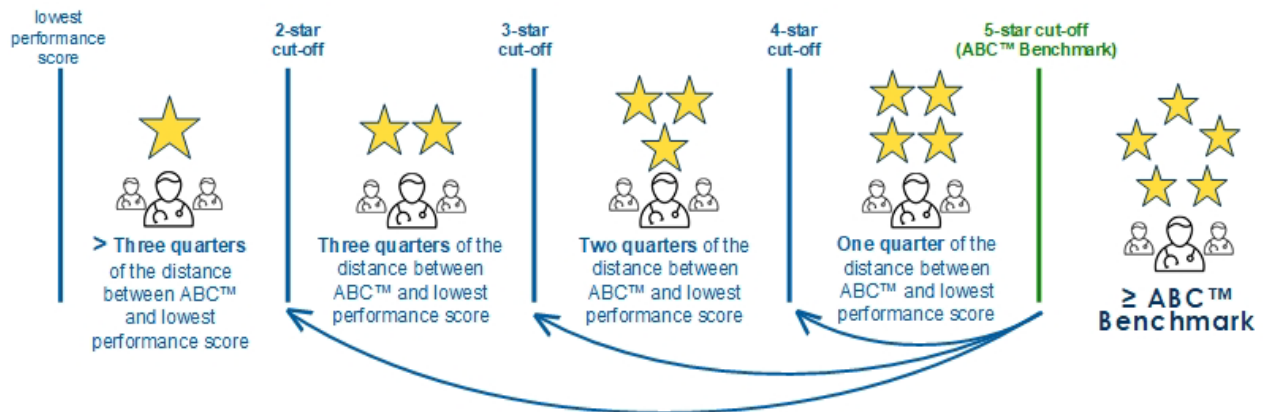 lowest
performance
score
2-star
cut-off
3-star
cut-off
4-star
cut-off
5-star cut-off
(ABC™ Benchmark)
> Three quarters
of the distance
between ABC™
and lowest
performance score
Three quarters of the
distance between
ABC™ and lowest
performance score
Two quarters of the
distance between
ABC™ and lowest
performance score
One quarter of the
distance between
ABC™ and lowest
performance score
≥ ABC™
Benchmark